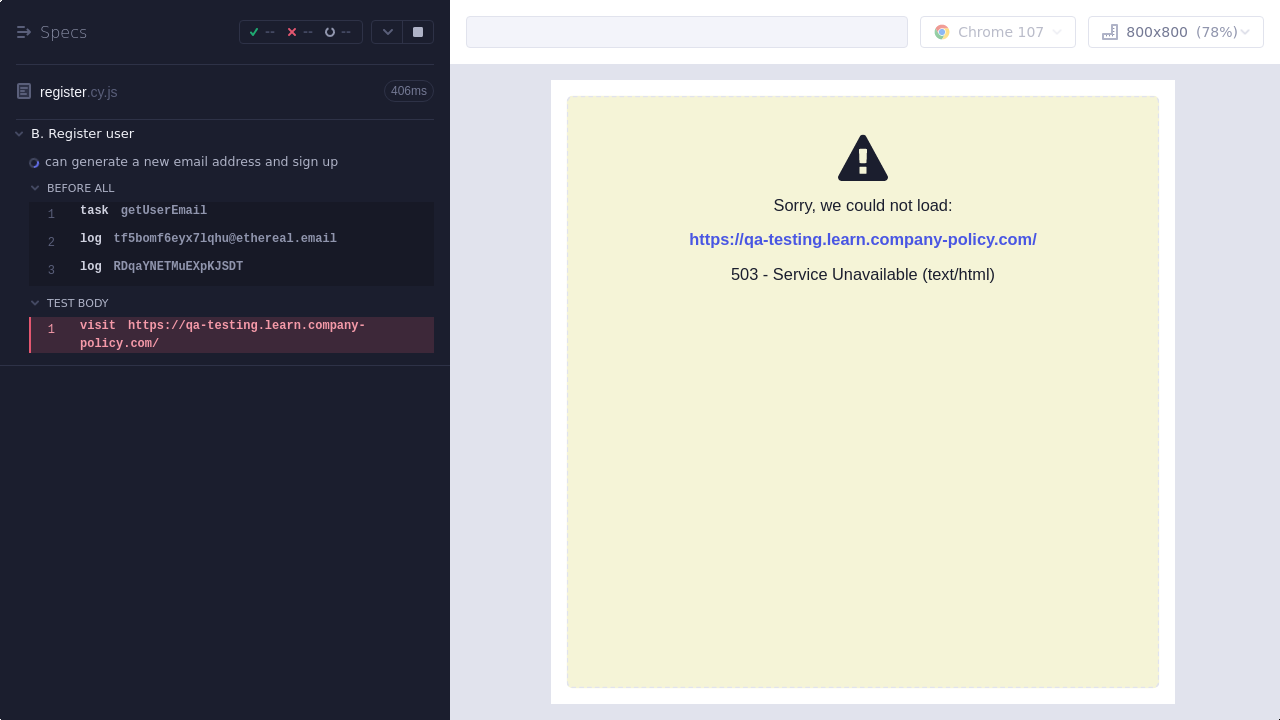 Specs
-- -- --
register.cy.js
406ms
B. Register user
can generate a new email address and sign up
BEFORE ALL
1 task getUserEmail
2 log tf5bomf6eyx7lqhu@ethereal.email
3 log RDqaYNETMuEXpKJSDT
TEST BODY
1 visit https://qa-testing.learn.company-
policy.com/
Chrome 107
800x800 (78%)
Sorry, we could not load:
https://qa-testing.learn.company-policy.com/
503 - Service Unavailable (text/html)